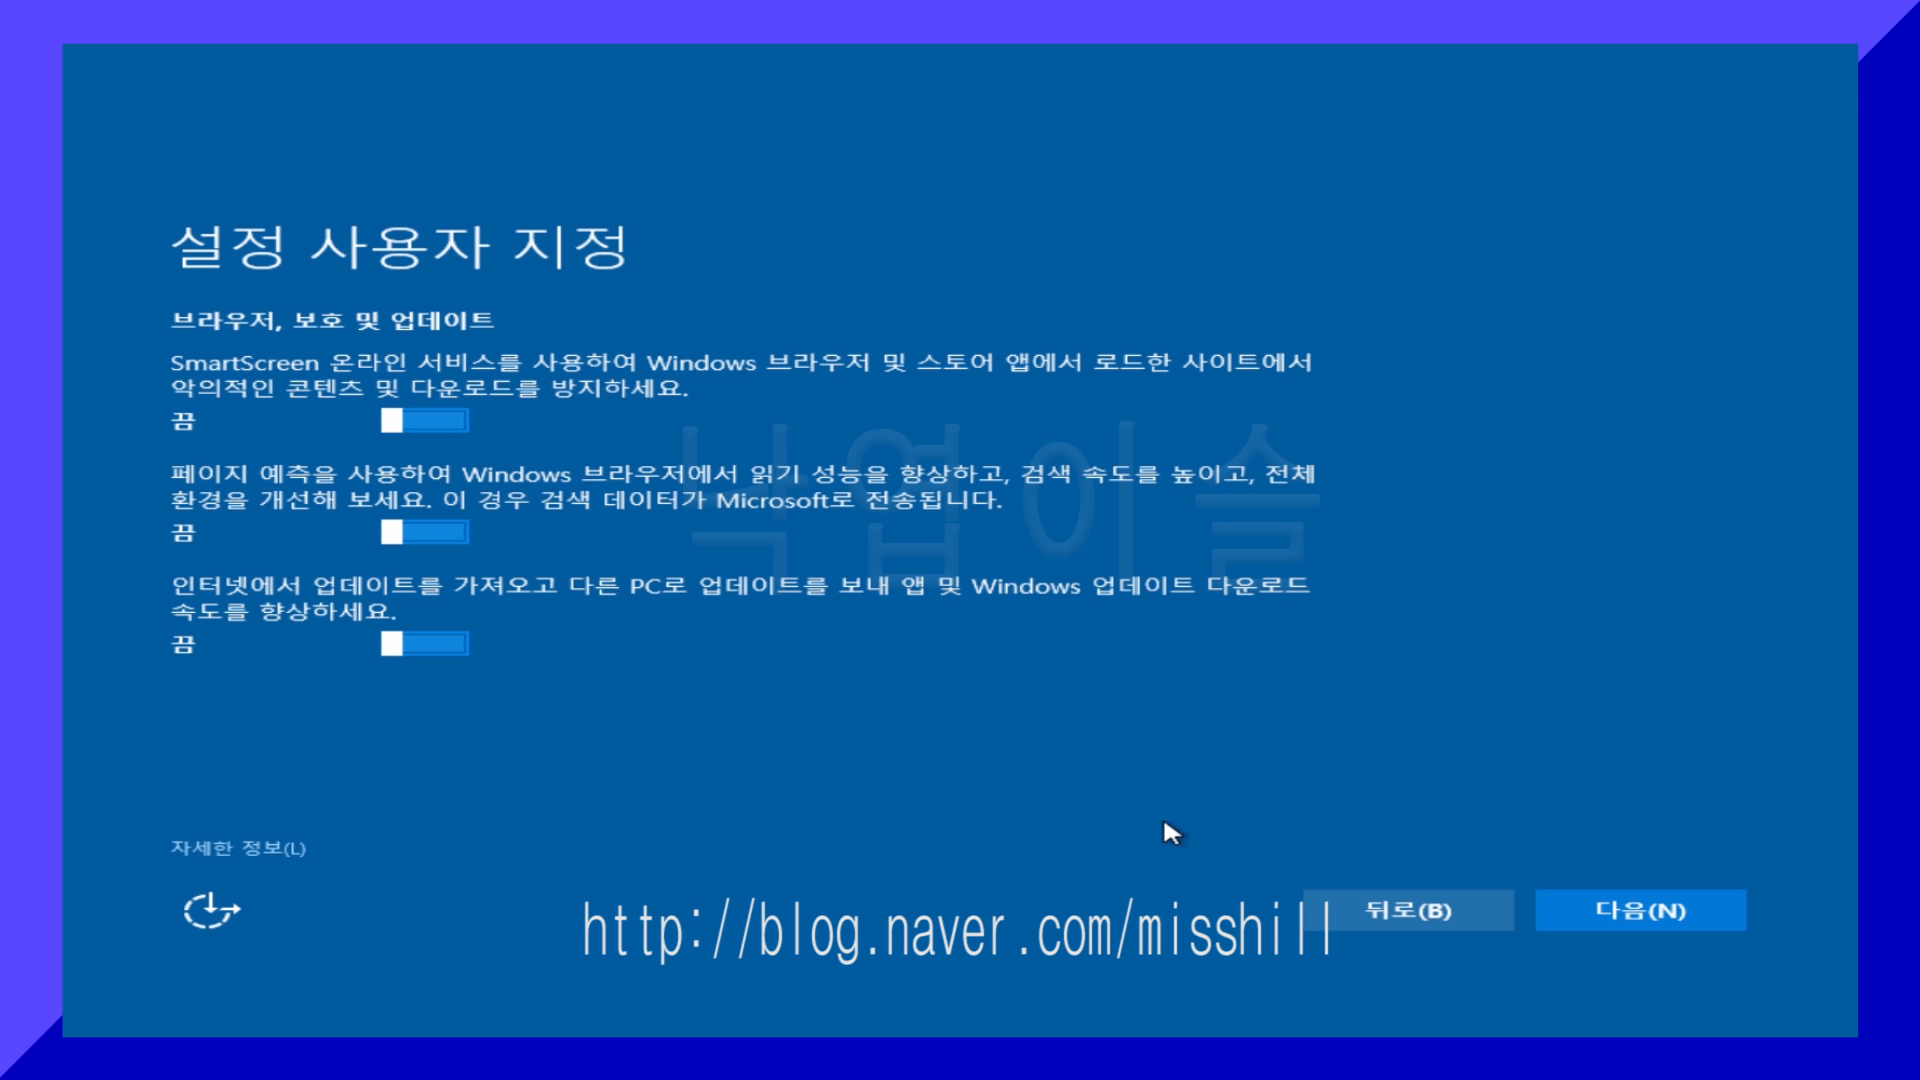 설정 사용자 지정
브라우저, 보호 및 업데이트
SmartScreen 온라인 서비스를 사용하여 Windows 브라우저 및 스토어 앱에서 로드한 사이트에서
악의적인 콘텐츠 및 다운로드를 방지하세요.
끔
페이지 예측을 사용하여 Windows 브라우저에서 읽기 성능을 향상하고, 검색 속도를 높이고, 전체
환경을 개선해 보세요. 이 경우 검색 데이터가 Microsoft로 전송됩니다.
끔
낙엽이슬
인터넷에서 업데이트를 가져오고 다른 PC로 업데이트를 보내 앱 및 Windows 업데이트 다운로드
속도를 향상하세요.
끔
자세한 정보(L)
http://blog.naver.com/misshill
뒤로(B)
다음(N)